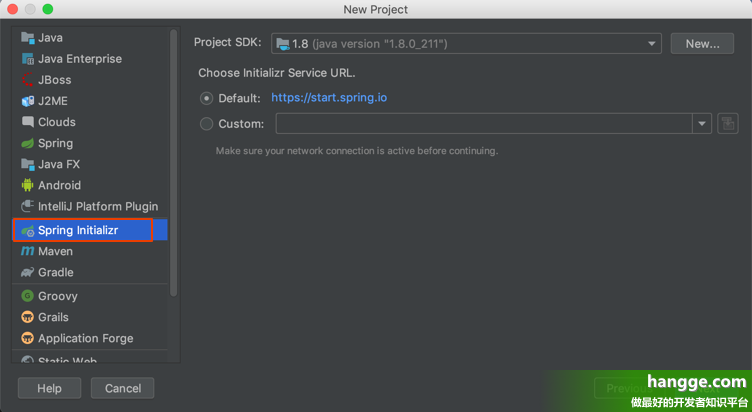 New Project
Java
Java Enterprise
JBoss
J2ME
Clouds
Spring
Java FX
Android
IntelliJ Platform Plugin
Spring Initializr
Maven
Gradle
Groovy
Grails
Application Forge
Static Web
Project SDK: 1.8 (java version "1.8.0_211") New...
Choose Initializr Service URL.
Default: https://start.spring.io
Custom:
Make sure your network connection is active before continuing.
Help Cancel
hangge.com
做最好的开发者知识平台